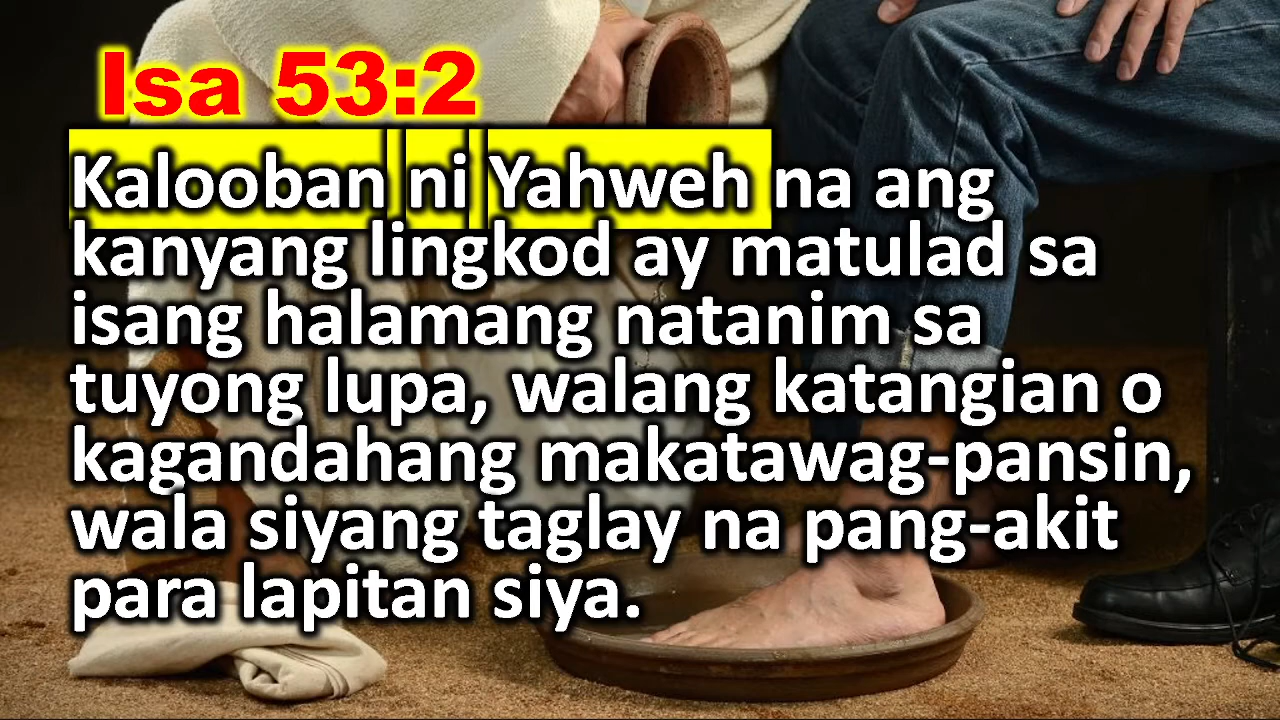 Isa 53:2
Kalooban ni Yahweh na ang
kanyang lingkod ay matulad sa
isang halamang natanim sa
tuyong lupa, walang katangian o
kagandahang makatawag-pansin,
wala siyang taglay na pang-akit
para lapitan siya.